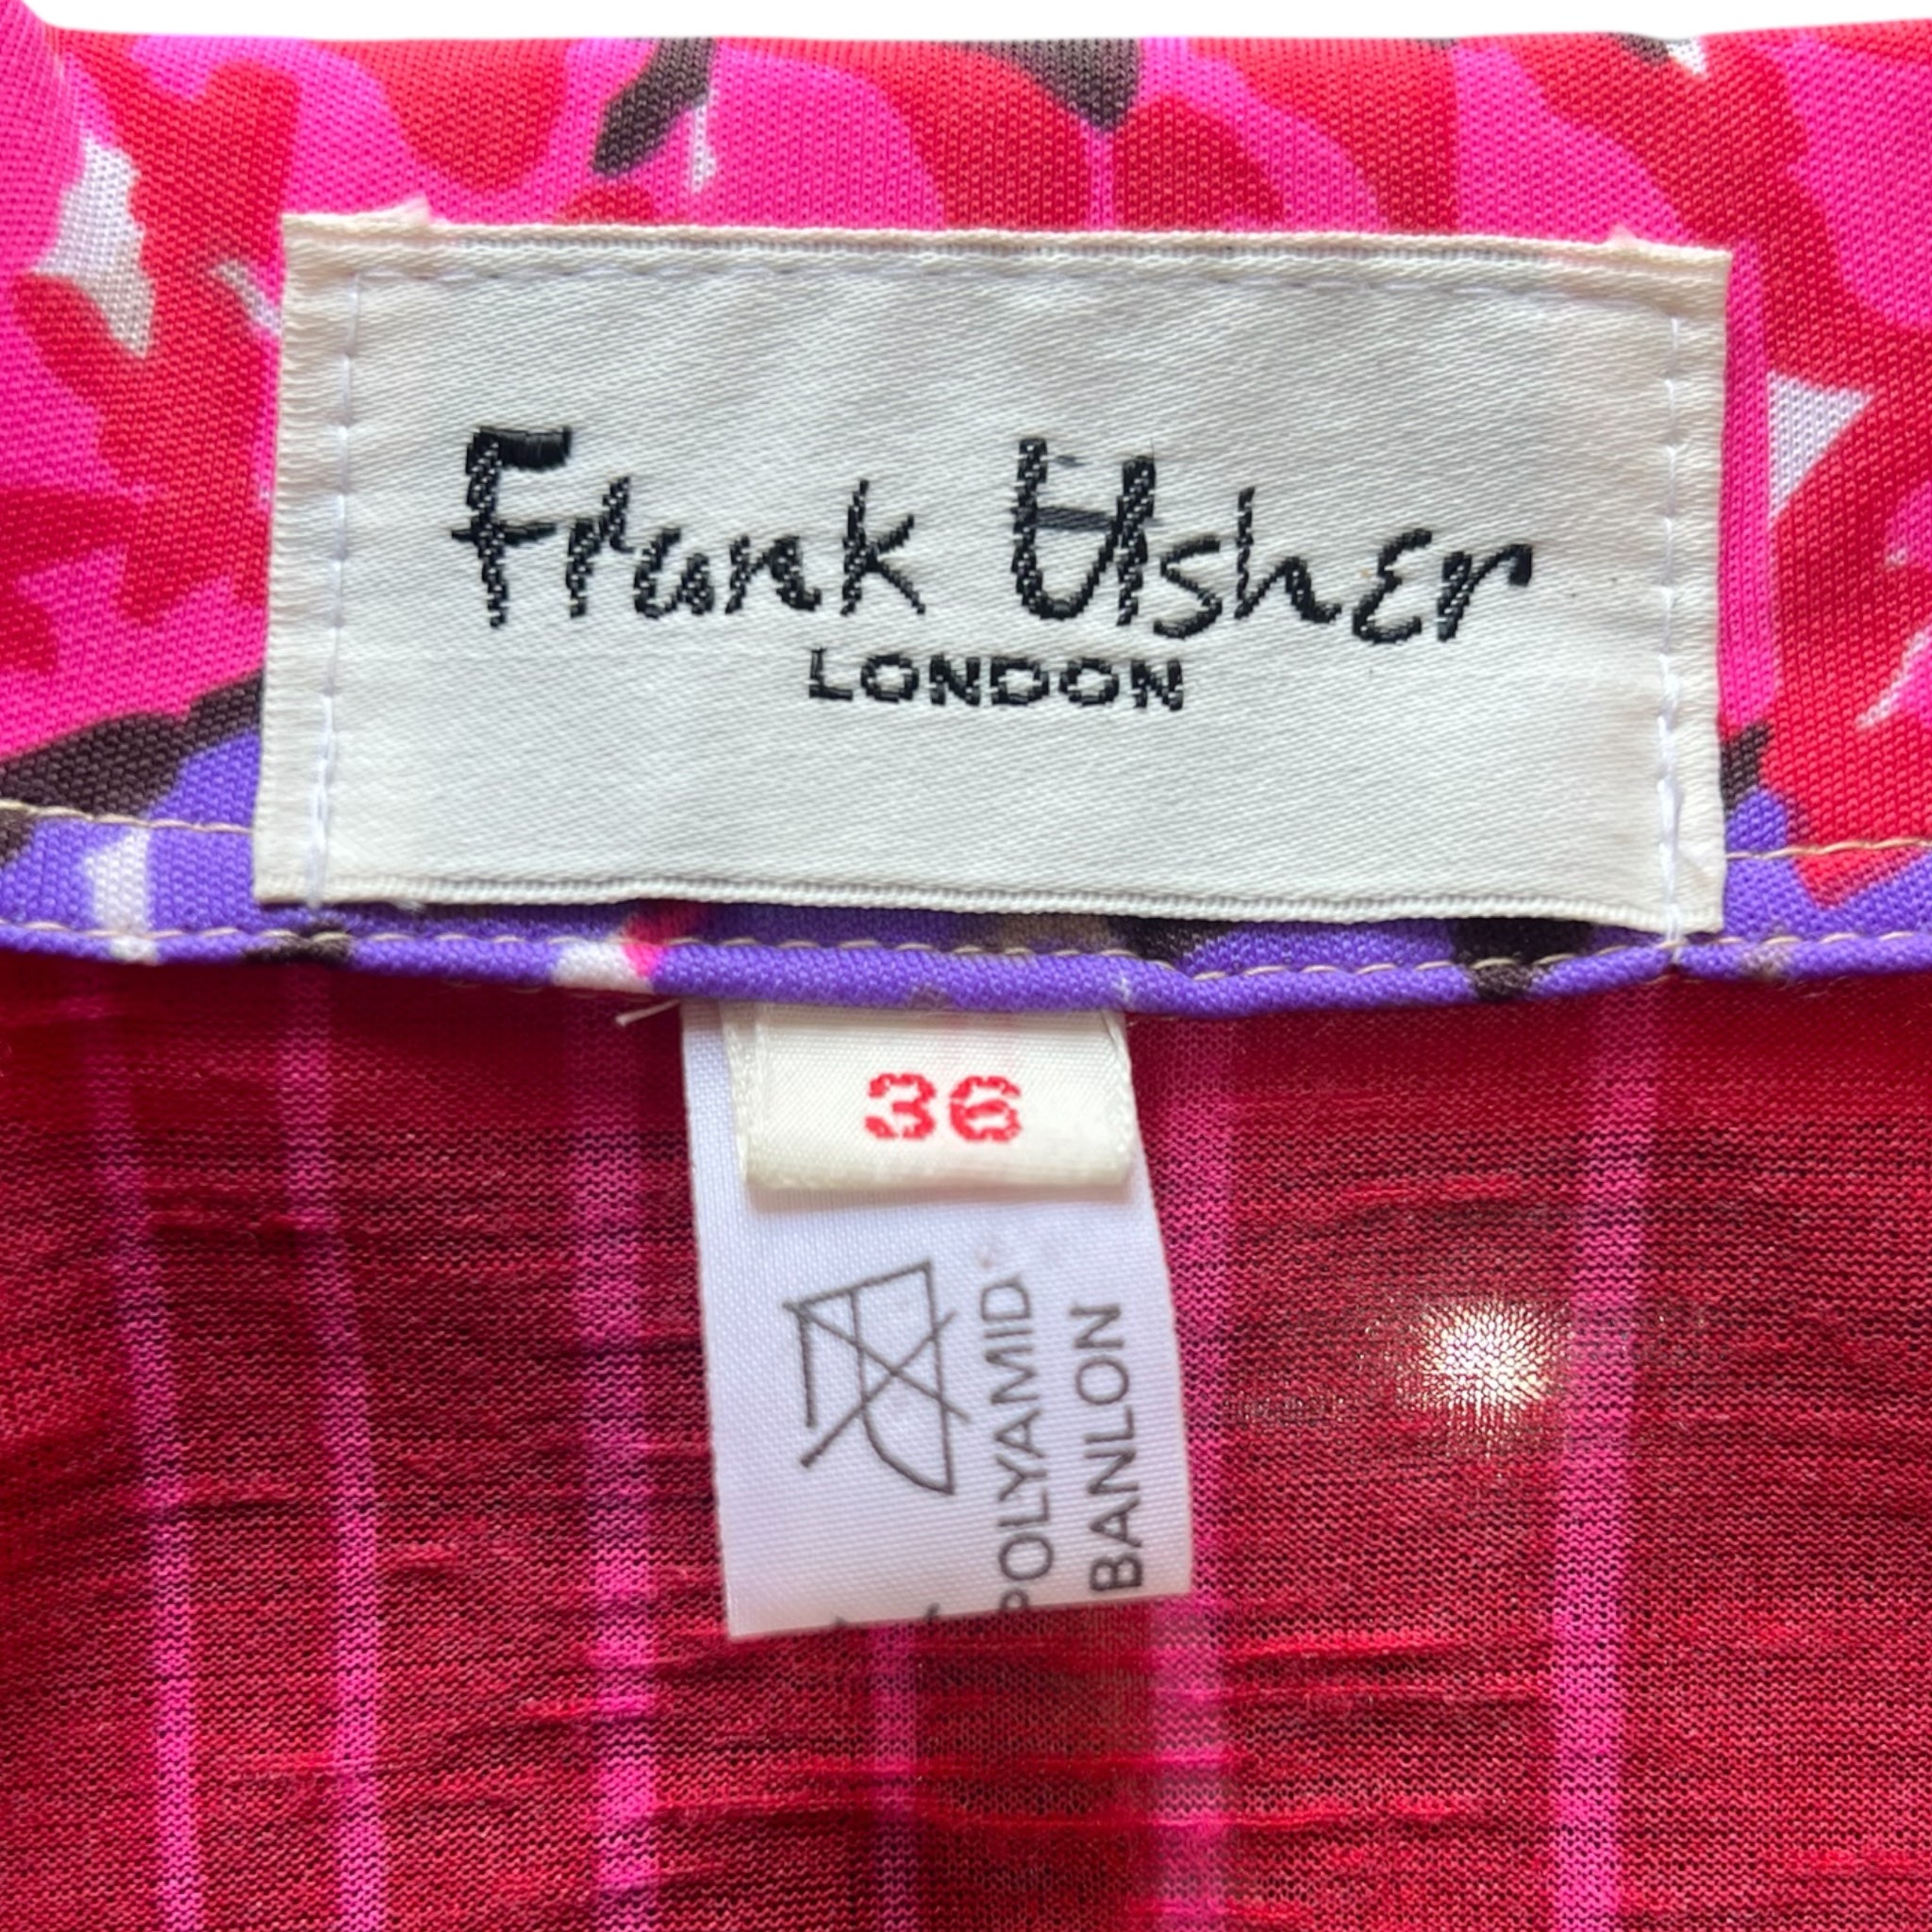 Frank Usher
LONDON
36
POLYAMID
BANLON